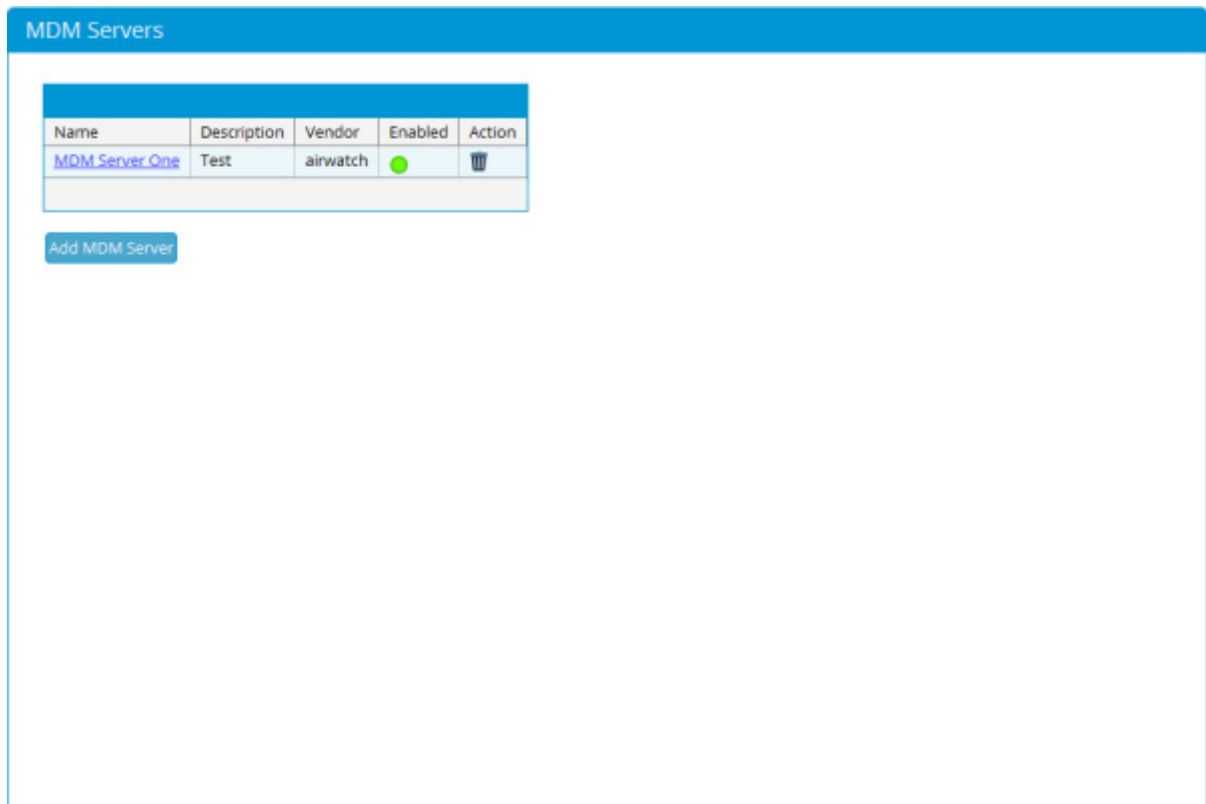 MDM Servers
Name Description Vendor Enabled Action
MDM Server One Test airwatch
Add MDM Server